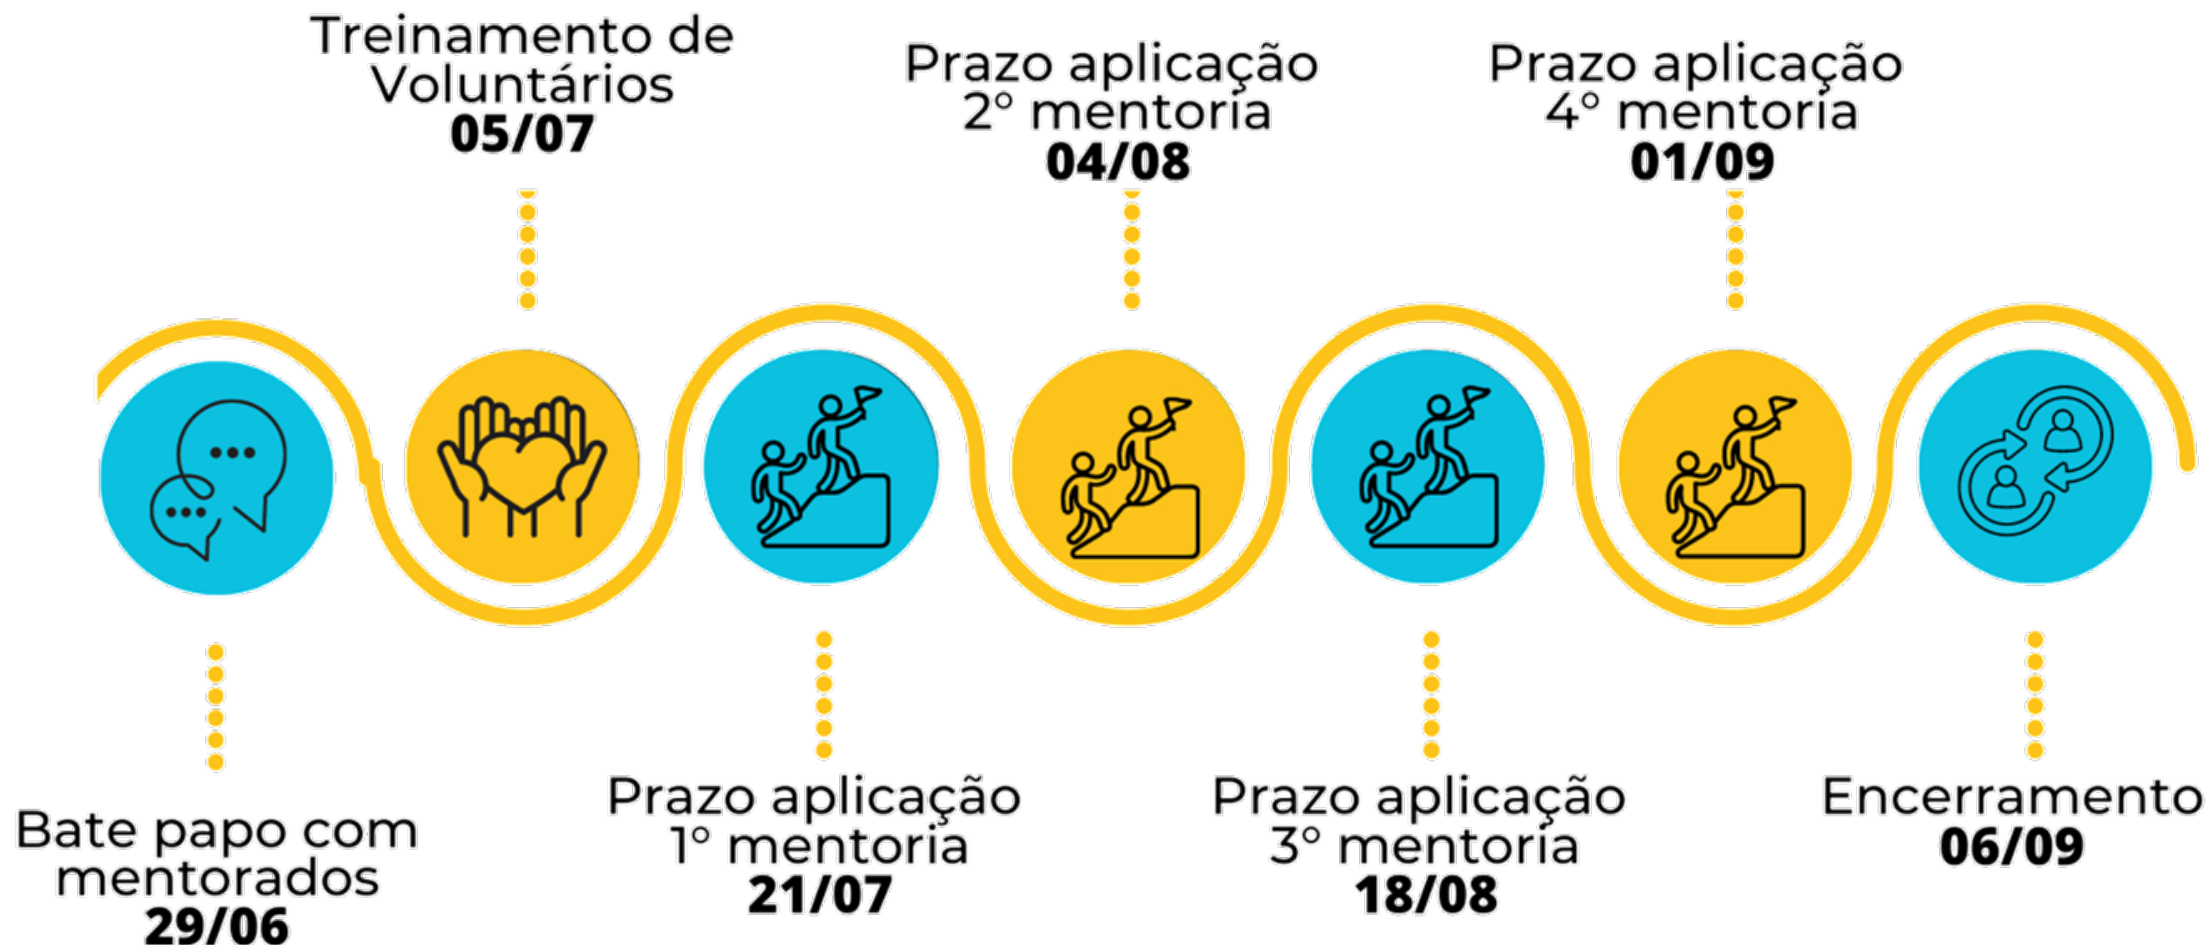 Treinamento de
Voluntários
05/07
Prazo aplicação
2° mentoria
04/08
Prazo aplicação
4° mentoria
01/09
Bate papo com
mentorados
29/06
Prazo aplicação
1° mentoria
21/07
Prazo aplicação
3° mentoria
18/08
Encerramento
06/09